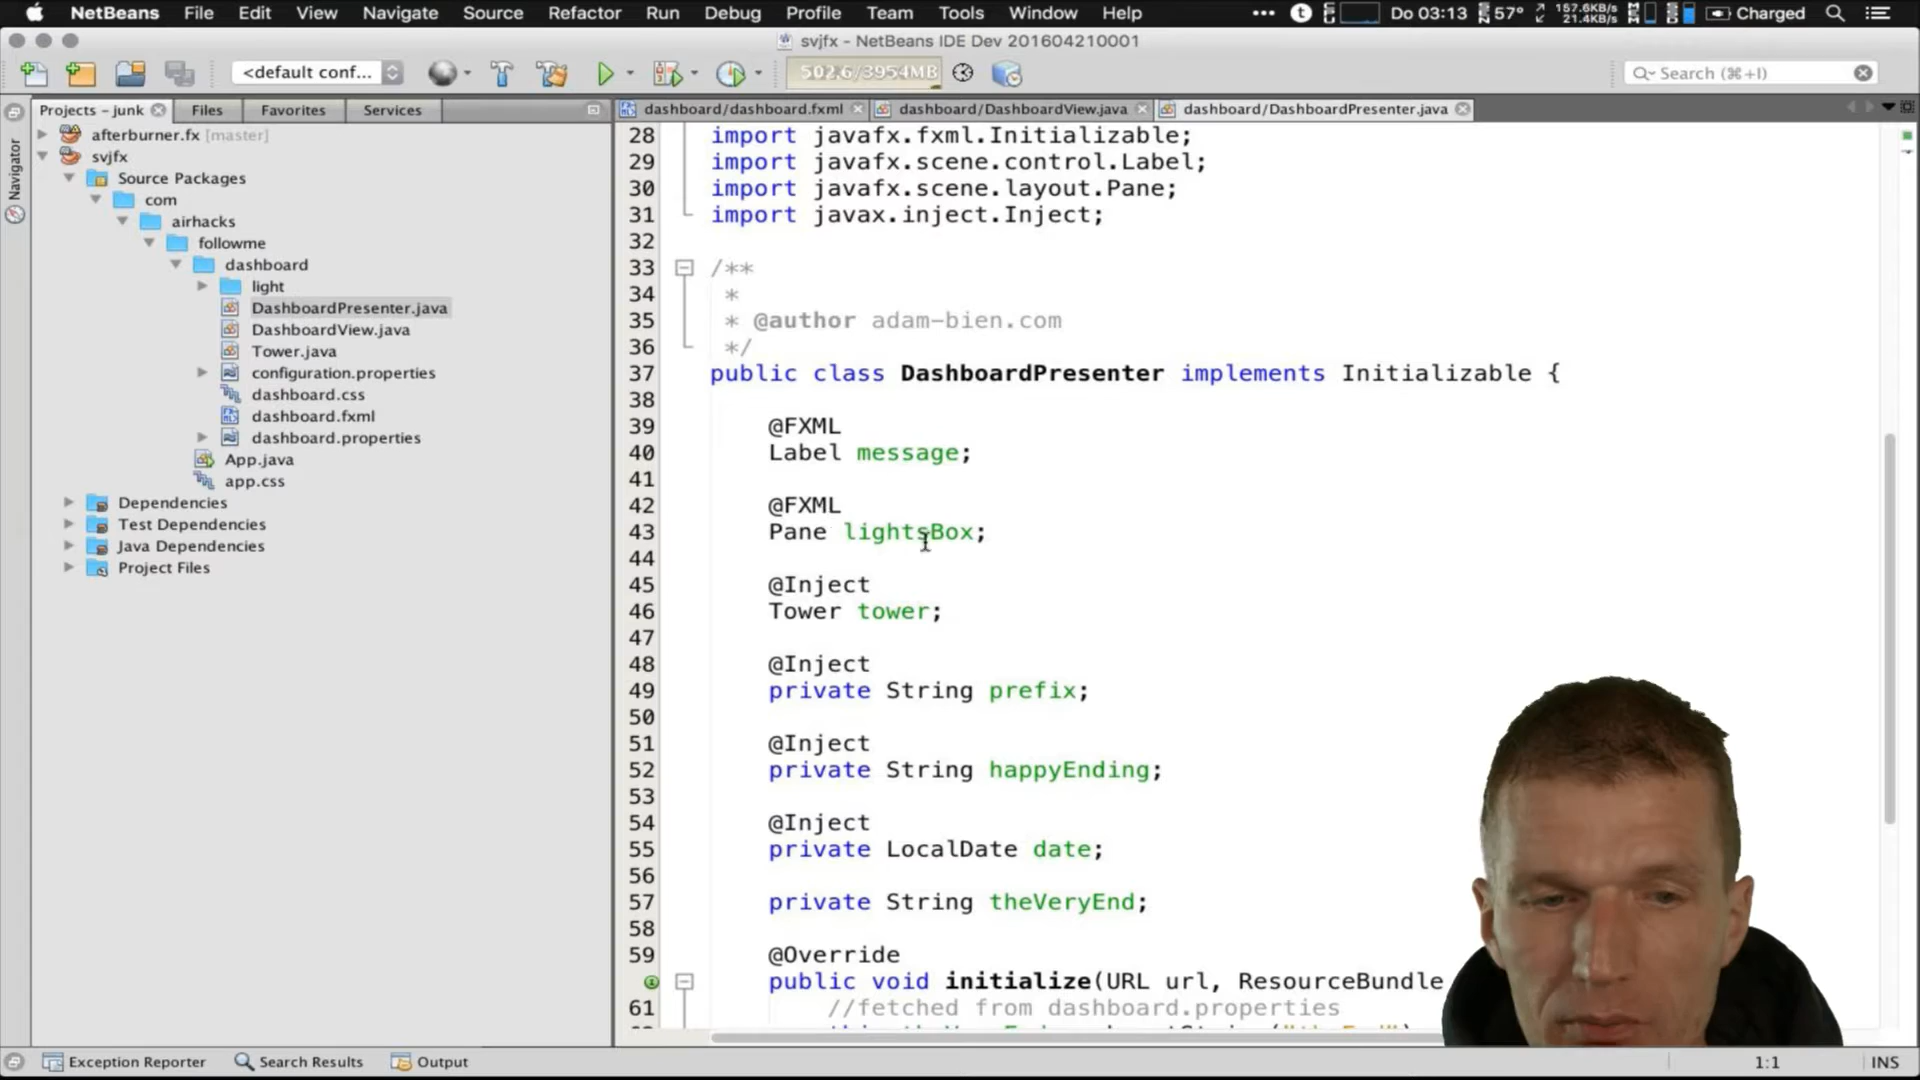 NetBeans File Edit View Navigate Source Refactor Run Debug Profile Team Tools Window Help
Do 03:13 57° 157.6KB/s 21.4KB/s Charged
svjfx - NetBeans IDE Dev 201604210001
<default conf...
502.6/3954MB
Search (⌘+I)
Projects - junk Files Favorites Services
dashboard/dashboard.fxml dashboard/DashboardView.java dashboard/DashboardPresenter.java
Navigator
afterburner.fx [master]
svjfx
Source Packages
com
airhacks
followme
dashboard
light
DashboardPresenter.java
DashboardView.java
Tower.java
configuration.properties
dashboard.css
dashboard.fxml
dashboard.properties
App.java
app.css
Dependencies
Test Dependencies
Java Dependencies
Project Files
28 import javafx.fxml.Initializable;
29 import javafx.scene.control.Label;
30 import javafx.scene.layout.Pane;
31 import javax.inject.Inject;
32
33 /**
34 *
35 * @author adam-bien.com
36 */
37 public class DashboardPresenter implements Initializable {
38
39 @FXML
40 Label message;
41
42 @FXML
43 Pane lightsBox;
44
45 @Inject
46 Tower tower;
47
48 @Inject
49 private String prefix;
50
51 @Inject
52 private String happyEnding;
53
54 @Inject
55 private LocalDate date;
56
57 private String theVeryEnd;
58
59 @Override
public void initialize(URL url, ResourceBundle
61 //fetched from dashboard.properties
Exception Reporter Search Results Output
1:1 INS